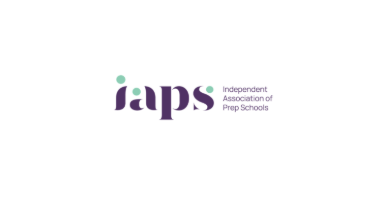 iaps
Independent
Association of
Prep Schools